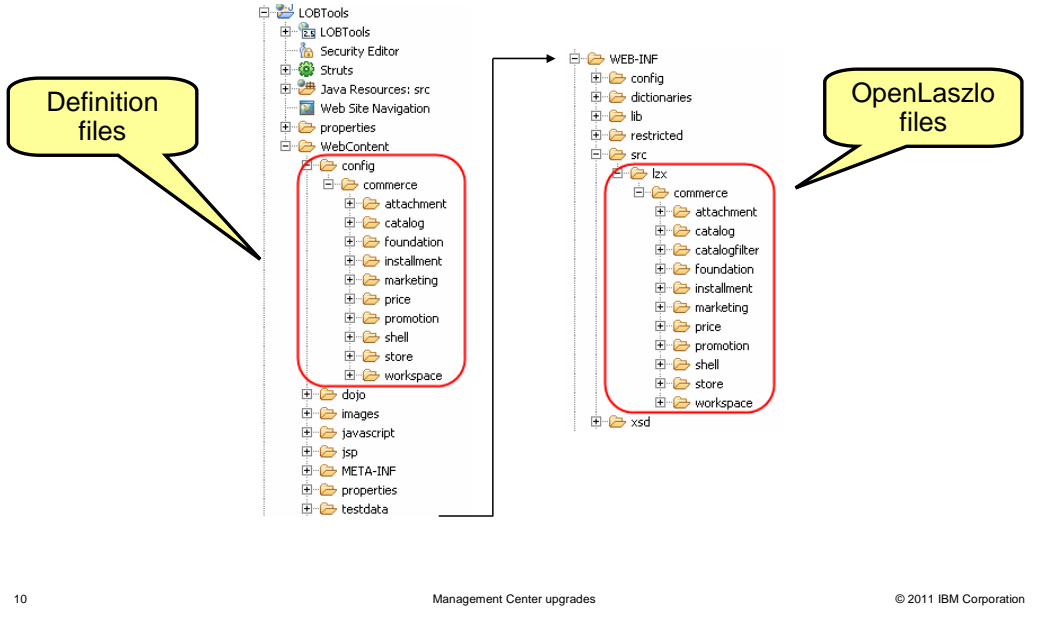 LOBTools
LOBTools
Security Editor
Struts
Java Resources: src
Web Site Navigation
properties
WebContent
config
commerce
attachment
catalog
foundation
installment
marketing
price
promotion
shell
store
workspace
dojo
images
javascript
jsp
META-INF
properties
testdata
Definition
files
WEB-INF
config
dictionaries
lib
restricted
src
lzx
commerce
attachment
catalog
catalogfilter
foundation
installment
marketing
price
promotion
shell
store
workspace
xsd
OpenLaszlo
files
10
Management Center upgrades
© 2011 IBM Corporation